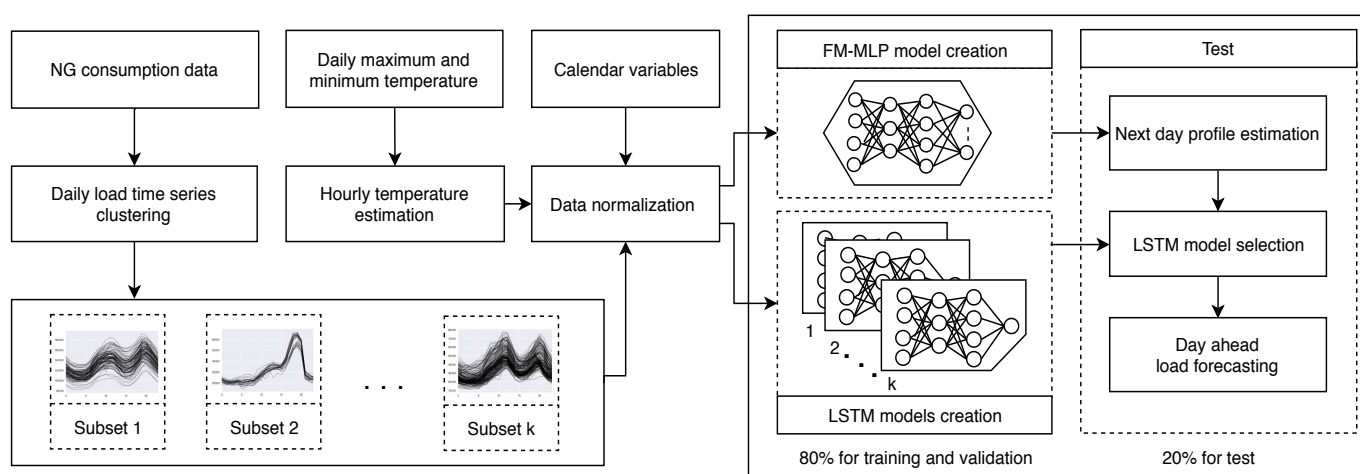 NG consumption data
Daily maximum and
minimum temperature
Calendar variables
Daily load time series
clustering
Hourly temperature
estimation
Data normalization
Subset 1
Subset 2
. . .
Subset k
FM-MLP model creation
1
2
k
LSTM models creation
80% for training and validation
Test
Next day profile estimation
LSTM model selection
Day ahead
load forecasting
20% for test